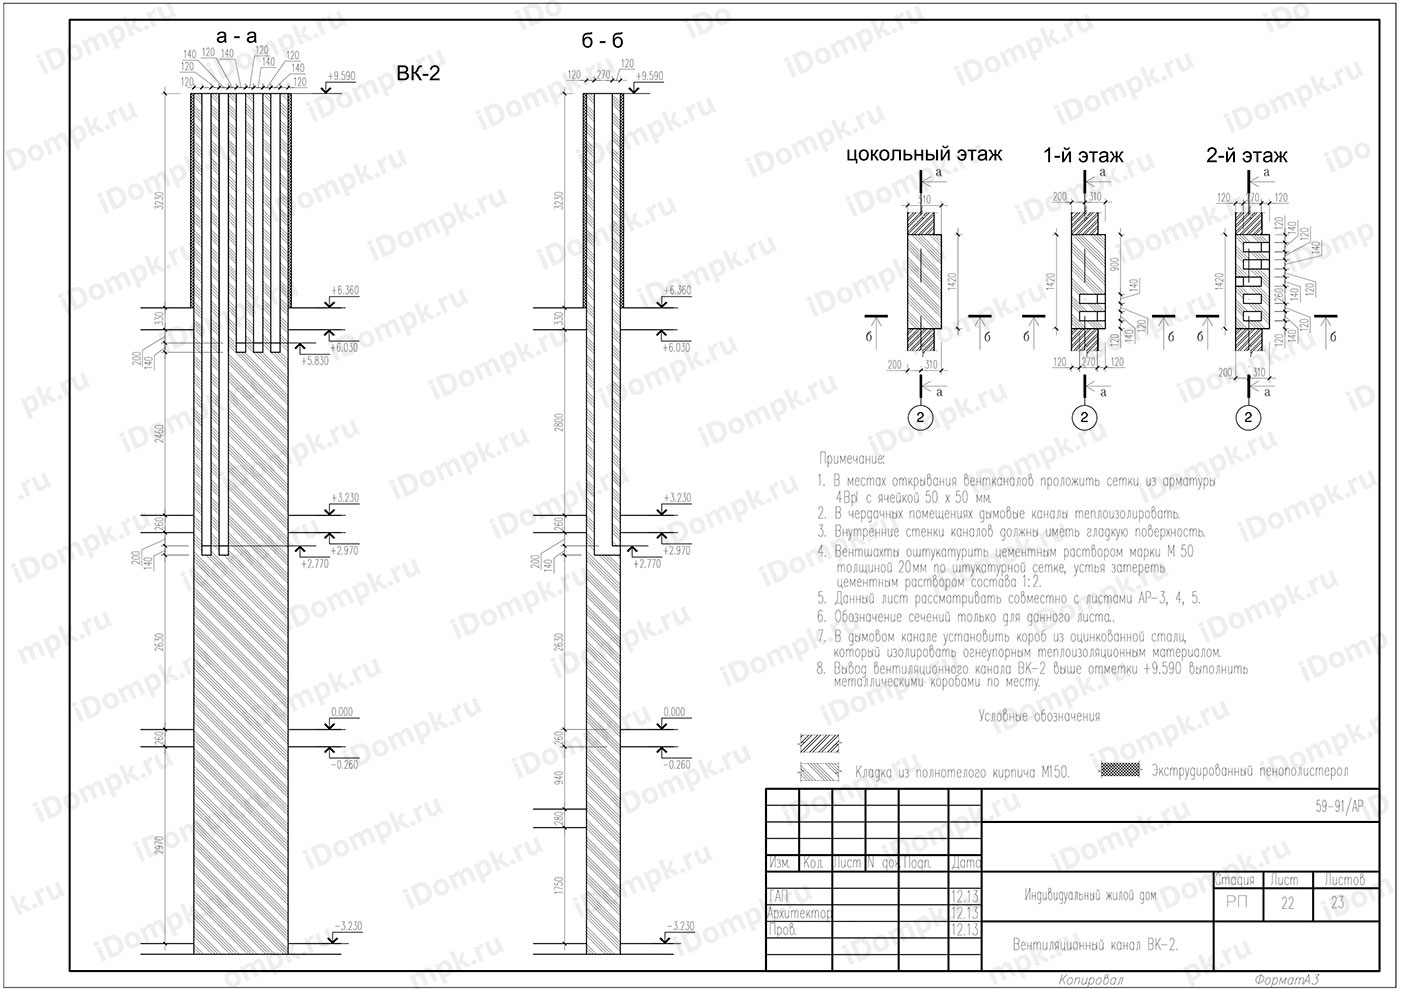 а - а
ВК-2
б - б
140 120 140 120 140 120 140
120 120 120
+9.590
3230
+6.360
330
+6.030
200
140
+5.830
2460
+3.230
260
+2.970
200
140
+2.770
2630
0.000
260
-0.260
2970
-3.230
120 270 120
+9.590
3230
+6.360
330
+6.030
2800
+3.230
260
+2.970
200
140
+2.770
2630
0.000
260
-0.260
940
280
1750
-3.230
цокольный этаж
а
510
1420
б б
200 310
а
2
1-й этаж
а
200 310
1420
900
140
140
120 120
б б
120 270 120
а
2
2-й этаж
а
120 270 120
120 140 120 140
1420
1260
120 140 120 140 120
б б
200 310
а
2
Примечание:
1. В местах открывания вентканалов проложить сетки из арматуры
4ВрI с ячейкой 50 х 50 мм.
2. В чердачных помещениях дымовые каналы теплоизолировать.
3. Внутренние стенки каналов должны иметь гладкую поверхность.
4. Вентшахты оштукатурить цементным раствором марки М 50
толщиной 20мм по штукатурной сетке, устья затереть
цементным раствором состава 1:2.
5. Данный лист рассматривать совместно с листами АР-3, 4, 5.
6. Обозначение сечений только для данного листа..
7. В дымовом канале установить короб из оцинкованной стали,
который изолировать огнеупорным теплоизоляционным материалом.
8. Вывод вентиляционного канала ВК-2 выше отметки +9.590 выполнить
металлическими коробами по месту.
Условные обозначения
Кладка из полнотелого кирпича М150.
Экструдированный пенополистерол
59-91/АР
Изм. Кол. Лист N док Подп. Дата
ГАП 12.13
Архитектор 12.13
Пров. 12.13
Индивидуальный жилой дом
Стадия Лист Листов
РП 22 23
Вентиляционный канал ВК-2.
Копировал ФорматА3
iDompk.ru